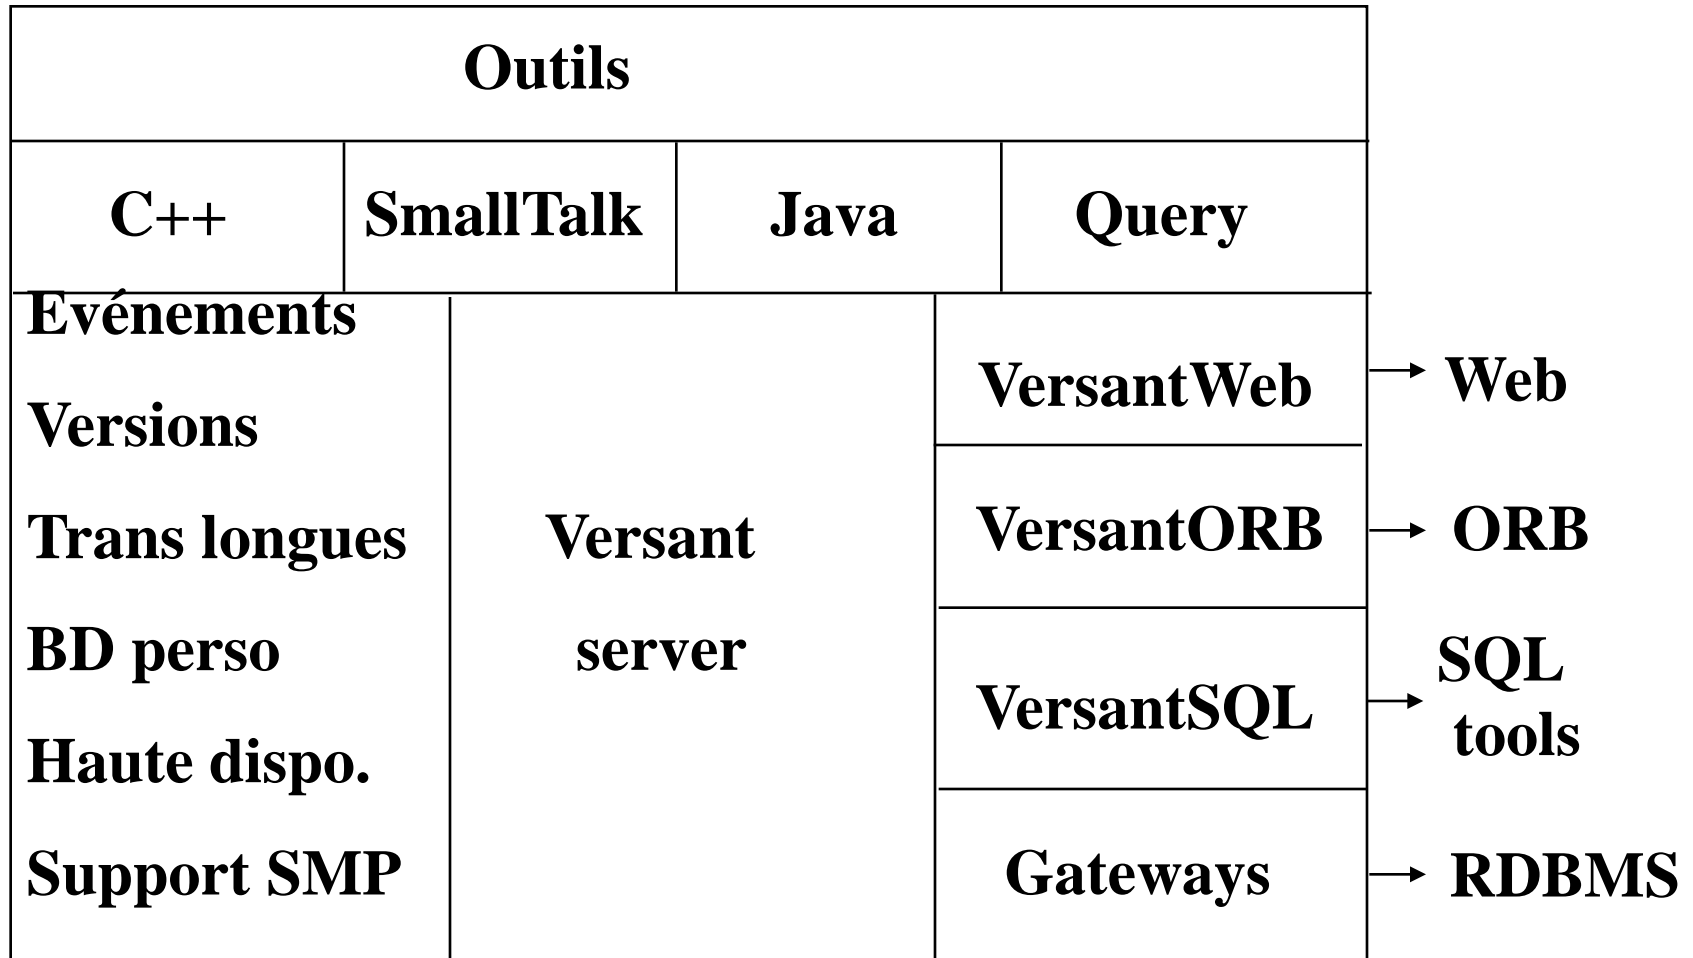 Outils
C++
SmallTalk
Java
Query
Evénements
Versions
Trans longues
BD perso
Haute dispo.
Support SMP
Versant
server
VersantWeb
VersantORB
VersantSQL
Gateways
Web
ORB
SQL
tools
RDBMS